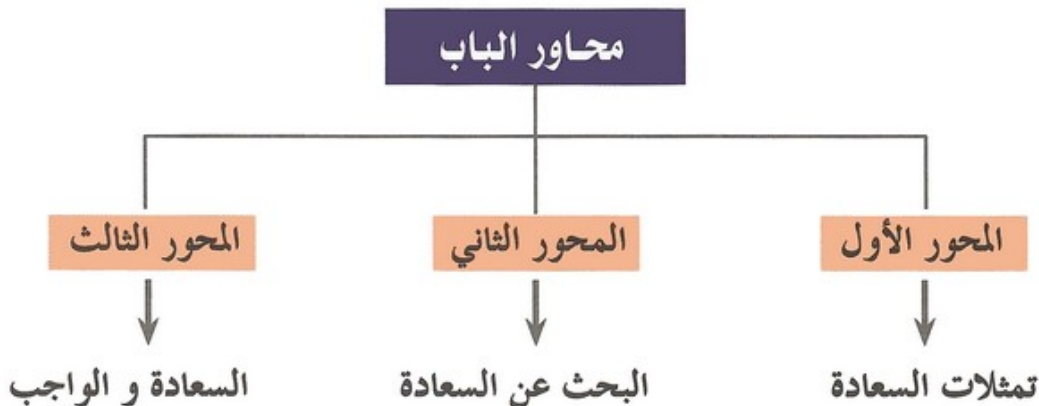 محاور الباب
المحور الأول
المحور الثاني
المحور الثالث
تمثلات السعادة
البحث عن السعادة
السعادة و الواجب